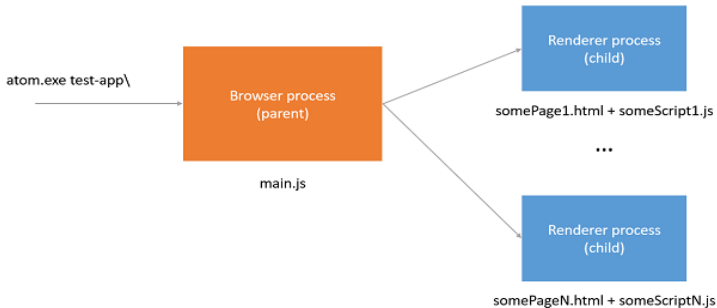 atom.exe test-app\
Browser process
(parent)
main.js
Renderer process
(child)
somePage1.html + someScript1.js
...
Renderer process
(child)
somePageN.html + someScriptN.js